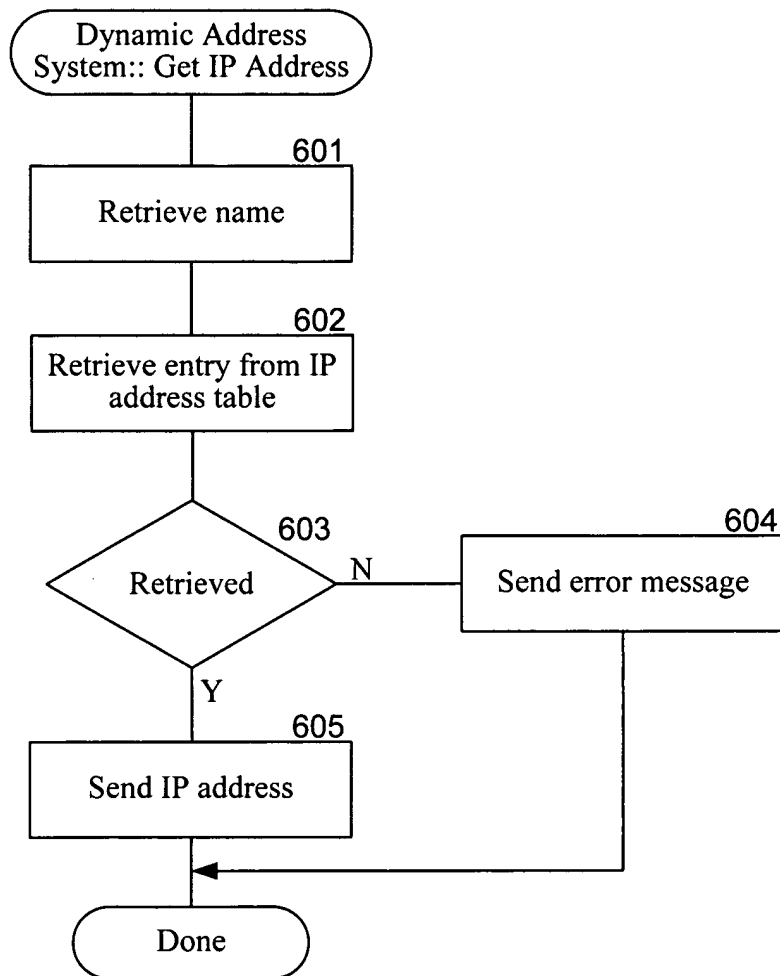 Dynamic Address
System:: Get IP Address
601
Retrieve name
602
Retrieve entry from IP
address table
603
Retrieved
N
604
Send error message
Y
605
Send IP address
Done